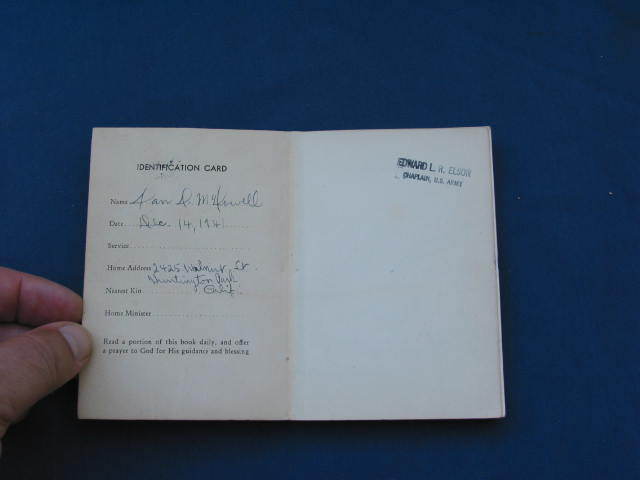 IDENTIFICATION CARD
Name Dan R. McDowell
Date Dec. 14, 1941
Service
Home Address 2425 Walnut St.
Huntington Park
Nearest Kin Calif.
Home Minister
Read a portion of this book daily, and offer
a prayer to God for His guidance and blessing
EDWARD L. R. ELSON
CHAPLAIN, U.S. ARMY